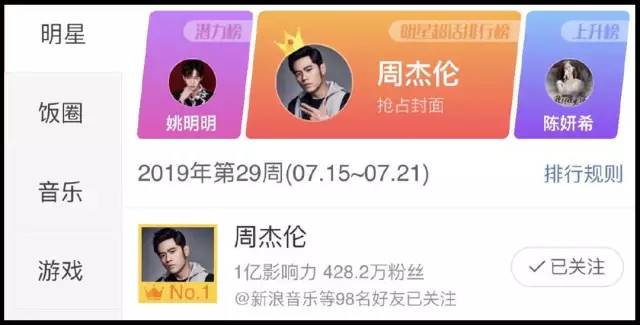 明星
饭圈
音乐
游戏
潜力榜
姚明明
明星超话排行榜
周杰伦
抢占封面
上升榜
陈妍希
2019年第29周(07.15~07.21)
排行规则
No.1
周杰伦
1亿影响力 428.2万粉丝
@新浪音乐等98名好友已关注
✓已关注